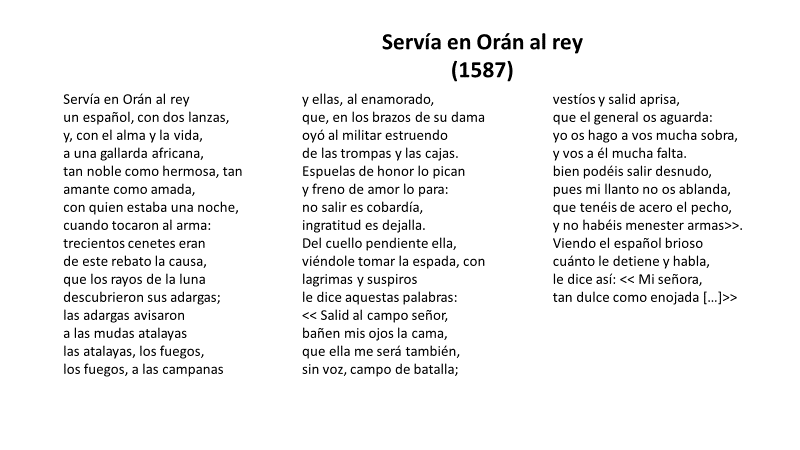 Servía en Orán al rey
(1587)
Servía en Orán al rey
un español, con dos lanzas,
y, con el alma y la vida,
a una gallarda africana,
tan noble como hermosa, tan
amante como amada,
con quien estaba una noche,
cuando tocaron al arma:
trecientos cenetes eran
de este rebato la causa,
que los rayos de la luna
descubrieron sus adargas;
las adargas avisaron
a las mudas atalayas
las atalayas, los fuegos,
los fuegos, a las campanas
y ellas, al enamorado,
que, en los brazos de su dama
oyó al militar estruendo
de las trompas y las cajas.
Espuelas de honor lo pican
y freno de amor lo para:
no salir es cobardía,
ingratitud es dejalla.
Del cuello pendiente ella,
viéndole tomar la espada, con
lagrimas y suspiros
le dice aquestas palabras:
<< Salid al campo señor,
bañen mis ojos la cama,
que ella me será también,
sin voz, campo de batalla;
vestíos y salid aprisa,
que el general os aguarda:
yo os hago a vos mucha sobra,
y vos a él mucha falta.
bien podéis salir desnudo,
pues mi llanto no os ablanda,
que tenéis de acero el pecho,
y no habéis menester armas>>.
Viendo el español brioso
cuánto le detiene y habla,
le dice así: << Mi señora,
tan dulce como enojada [...]>>